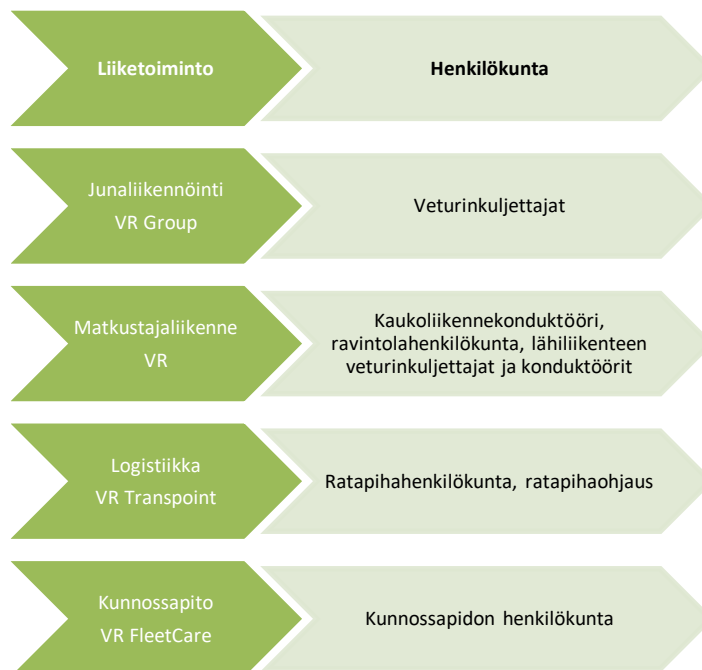 Liiketoiminto
Henkilökunta
Junaliikennöinti
VR Group
Veturinkuljettajat
Matkustajaliikenne
VR
Kaukoliikennekonduktööri,
ravintolahenkilökunta, lähiliikenteen
veturinkuljettajat ja konduktöörit
Logistiikka
VR Transpoint
Ratapihahenkilökunta, ratapihaohjaus
Kunnossapito
VR FleetCare
Kunnossapidon henkilökunta